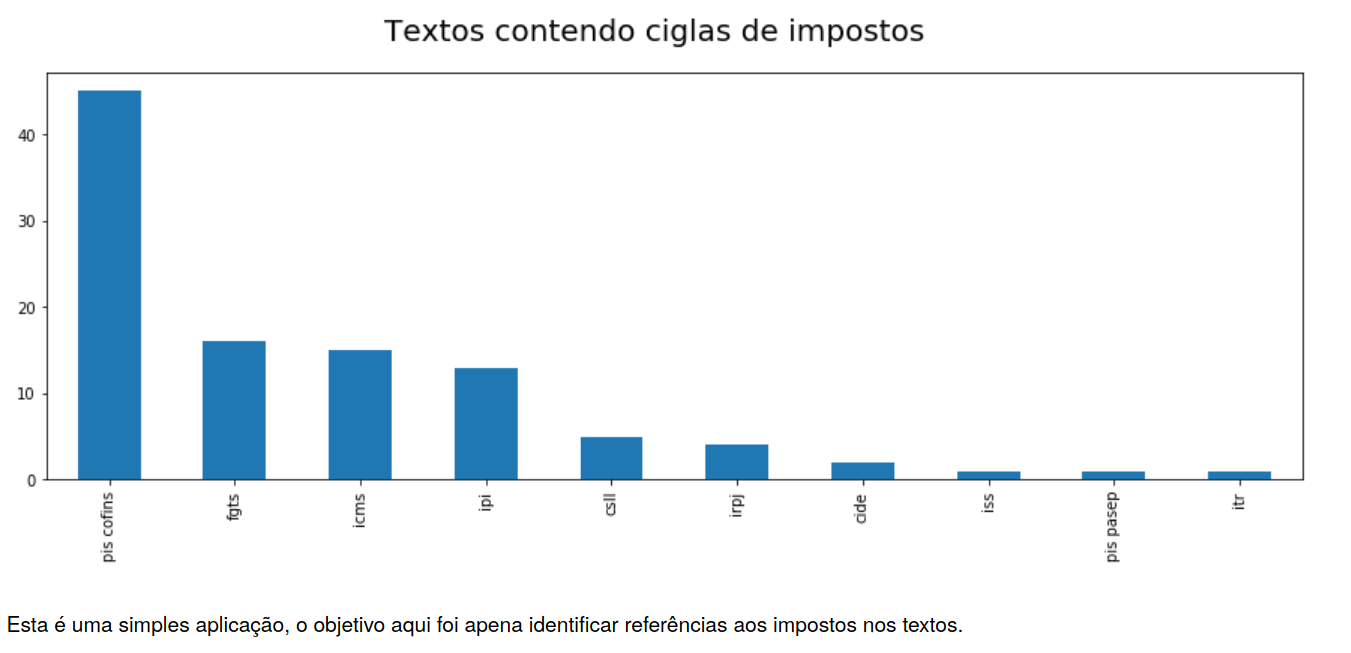 Textos contendo ciglas de impostos
40
30
20
10
0
pis cofins
fgts
icms
ipi
csll
irpj
cide
iss
pis pasep
itr
Esta é uma simples aplicação, o objetivo aqui foi apena identificar referências aos impostos nos textos.